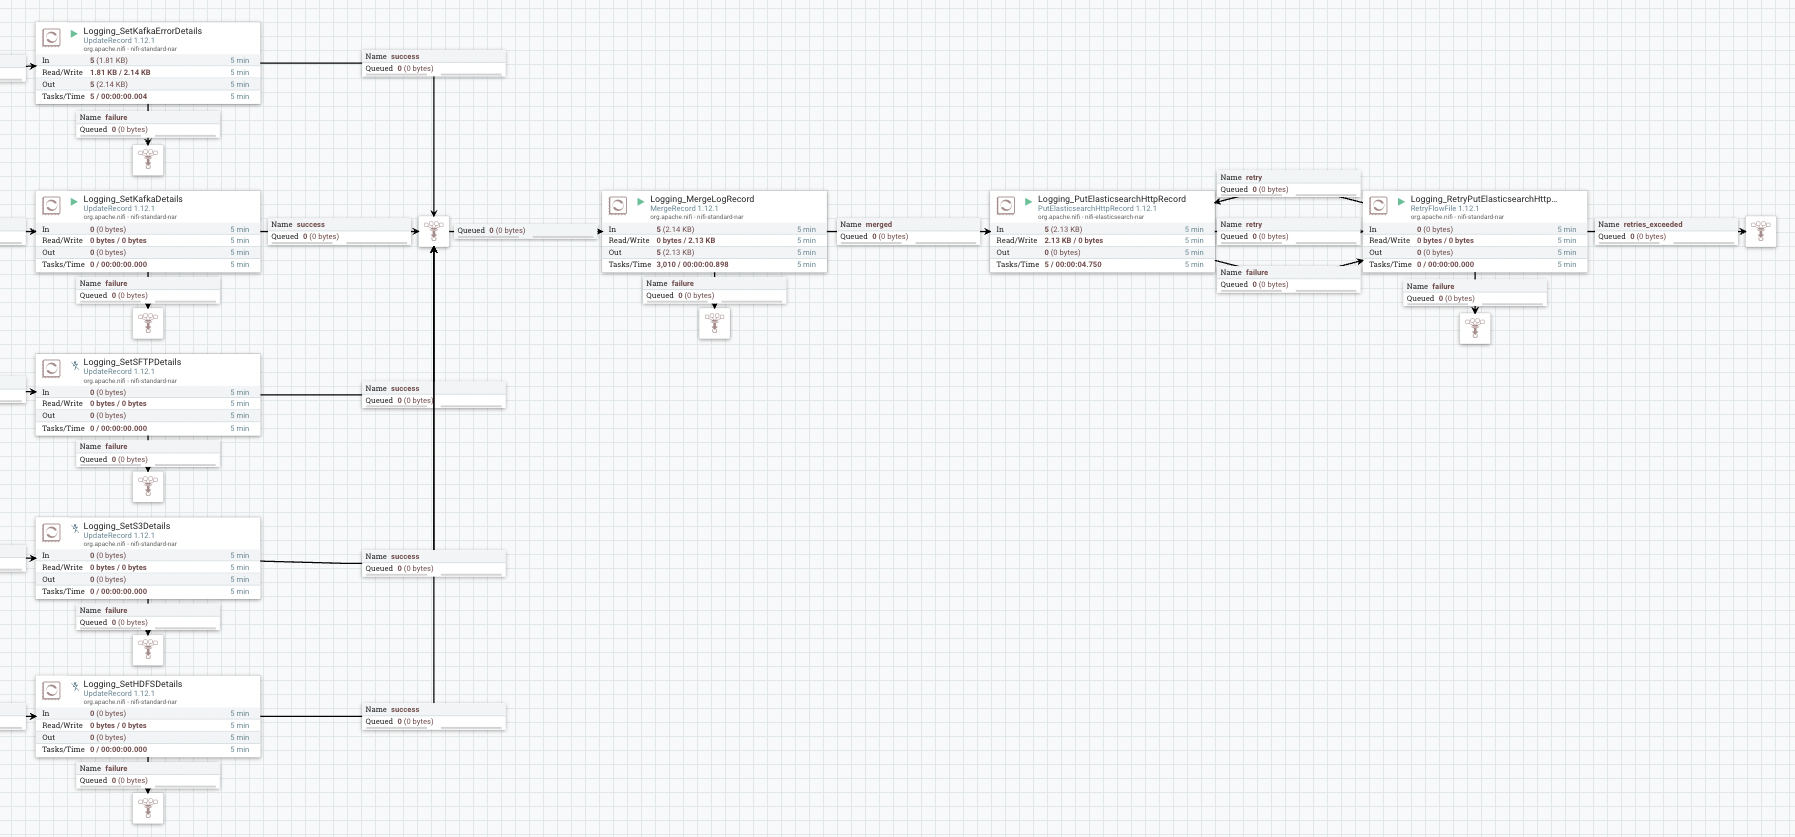 Logging_SetKafkaErrorDetails
UpdateRecord 1.12.1
org.apache.nifi - nifi-standard-nar
In 5 (1.81 KB) 5 min
Read/Write 1.81 KB / 2.14 KB 5 min
Out 5 (2.14 KB) 5 min
Tasks/Time 5 / 00:00:00.004 5 min
Name failure
Queued 0 (0 bytes)
Name success
Queued 0 (0 bytes)
Logging_SetKafkaDetails
UpdateRecord 1.12.1
org.apache.nifi - nifi-standard-nar
In 0 (0 bytes) 5 min
Read/Write 0 bytes / 0 bytes 5 min
Out 0 (0 bytes) 5 min
Tasks/Time 0 / 00:00:00.000 5 min
Name failure
Queued 0 (0 bytes)
Name success
Queued 0 (0 bytes)
Queued 0 (0 bytes)
Logging_MergeLogRecord
MergeRecord 1.12.1
org.apache.nifi - nifi-standard-nar
In 5 (2.14 KB) 5 min
Read/Write 0 bytes / 2.13 KB 5 min
Out 5 (2.13 KB) 5 min
Tasks/Time 3,010 / 00:00:00.898 5 min
Name failure
Queued 0 (0 bytes)
Name merged
Queued 0 (0 bytes)
Logging_PutElasticsearchHttpRecord
PutElasticsearchHttpRecord 1.12.1
org.apache.nifi - nifi-elasticsearch-nar
In 5 (2.13 KB) 5 min
Read/Write 2.13 KB / 0 bytes 5 min
Out 0 (0 bytes) 5 min
Tasks/Time 5 / 00:00:04.750 5 min
Name retry
Queued 0 (0 bytes)
Name retry
Queued 0 (0 bytes)
Name failure
Queued 0 (0 bytes)
Logging_RetryPutElasticsearchHttp...
RetryFlowFile 1.12.1
org.apache.nifi - nifi-standard-nar
In 0 (0 bytes) 5 min
Read/Write 0 bytes / 0 bytes 5 min
Out 0 (0 bytes) 5 min
Tasks/Time 0 / 00:00:00.000 5 min
Name failure
Queued 0 (0 bytes)
Name retries_exceeded
Queued 0 (0 bytes)
Logging_SetSFTPDetails
UpdateRecord 1.12.1
org.apache.nifi - nifi-standard-nar
In 0 (0 bytes) 5 min
Read/Write 0 bytes / 0 bytes 5 min
Out 0 (0 bytes) 5 min
Tasks/Time 0 / 00:00:00.000 5 min
Name failure
Queued 0 (0 bytes)
Name success
Queued 0 (0 bytes)
Logging_SetS3Details
UpdateRecord 1.12.1
org.apache.nifi - nifi-standard-nar
In 0 (0 bytes) 5 min
Read/Write 0 bytes / 0 bytes 5 min
Out 0 (0 bytes) 5 min
Tasks/Time 0 / 00:00:00.000 5 min
Name failure
Queued 0 (0 bytes)
Name success
Queued 0 (0 bytes)
Logging_SetHDFSDetails
UpdateRecord 1.12.1
org.apache.nifi - nifi-standard-nar
In 0 (0 bytes) 5 min
Read/Write 0 bytes / 0 bytes 5 min
Out 0 (0 bytes) 5 min
Tasks/Time 0 / 00:00:00.000 5 min
Name failure
Queued 0 (0 bytes)
Name success
Queued 0 (0 bytes)